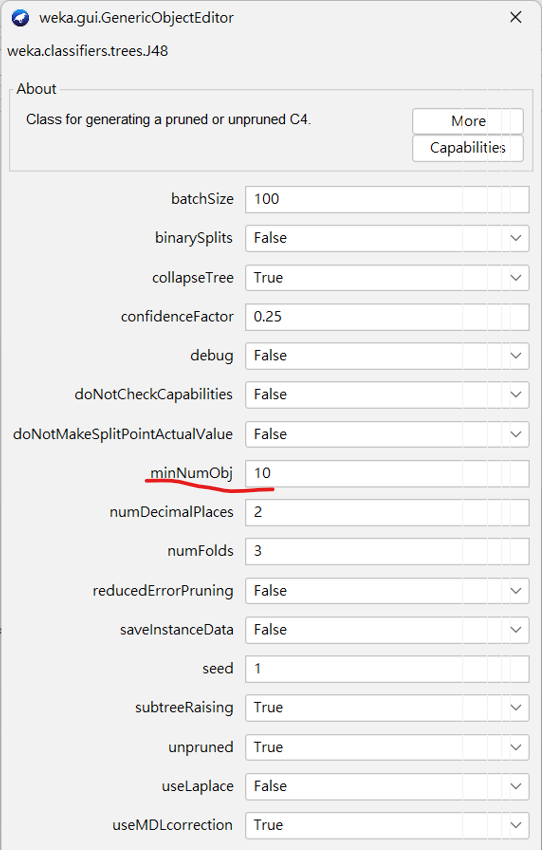 weka.gui.GenericObjectEditor
weka.classifiers.trees.J48
About
Class for generating a pruned or unpruned C4.
More
Capabilities
batchSize 100
binarySplits False
collapseTree True
confidenceFactor 0.25
debug False
doNotCheckCapabilities False
doNotMakeSplitPointActualValue False
minNumObj 10
numDecimalPlaces 2
numFolds 3
reducedErrorPruning False
saveInstanceData False
seed 1
subtreeRaising True
unpruned True
useLaplace False
useMDLcorrection True